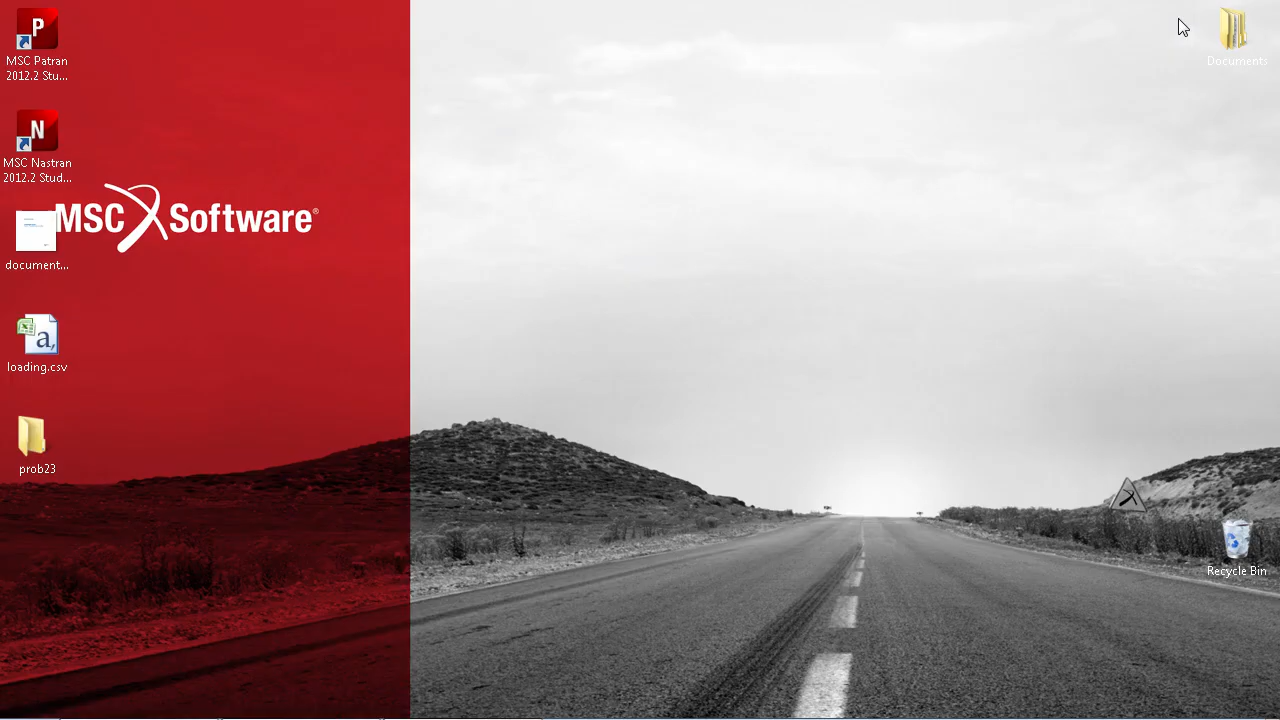 P
MSC Patran
2012.2 Stu...
N
MSC Nastran
2012.2 Stud...
MSC Software®
document...
a,
loading.csv
prob23
Documents
Recycle Bin